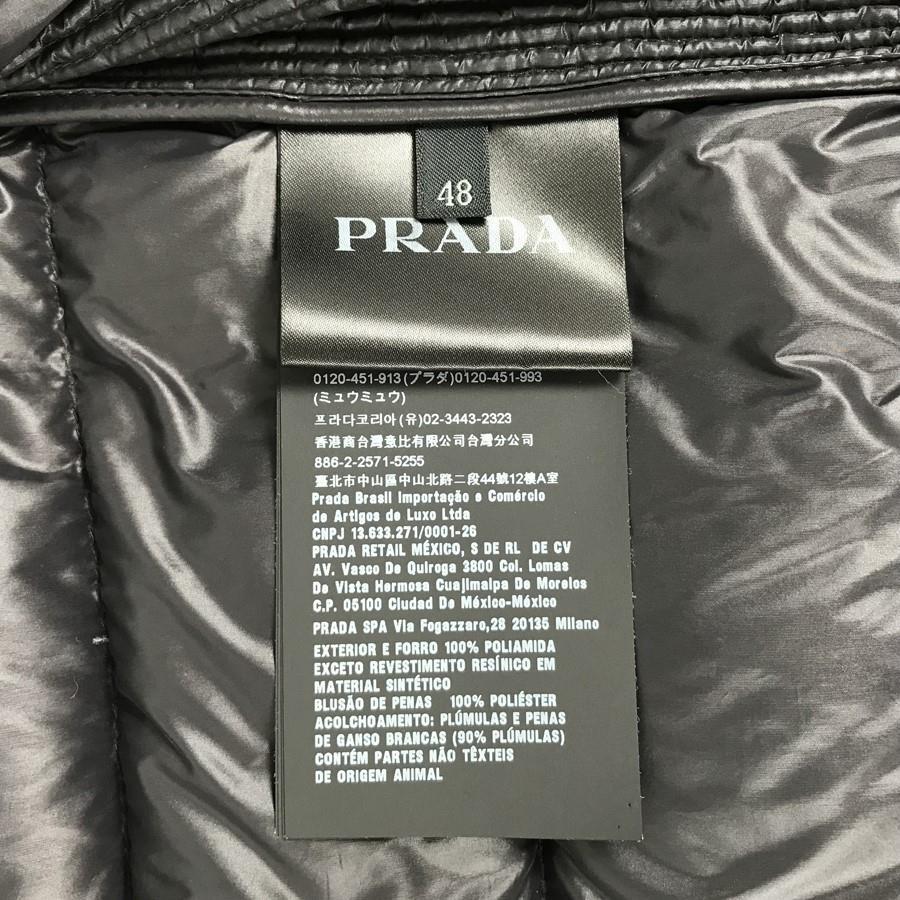 48
PRADA
0120-451-913(プラダ)0120-451-993
(ミュウミュウ)
프라다코리아(유)02-3443-2323
香港商台灣意比有限公司台灣分公司
886-2-2571-5255
臺北市中山區中山北路二段44號12樓A室
Prada Brasil Importação e Comércio
de Artigos de Luxo Ltda
CNPJ 13.633.271/0001-26
PRADA RETAIL MÉXICO, S DE RL DE CV
AV. Vasco De Quiroga 3800 Col. Lomas
De Vista Hermosa Cuajimalpa De Morelos
C.P. 05100 Ciudad De México-México
PRADA SPA Via Fogazzaro,28 20135 Milano
EXTERIOR E FORRO 100% POLIAMIDA
EXCETO REVESTIMENTO RESÍNICO EM
MATERIAL SINTÉTICO
BLUSÃO DE PENAS 100% POLIÉSTER
ACOLCHOAMENTO: PLÚMULAS E PENAS
DE GANSO BRANCAS (90% PLÚMULAS)
CONTÉM PARTES NÃO TÊXTEIS
DE ORIGEM ANIMAL